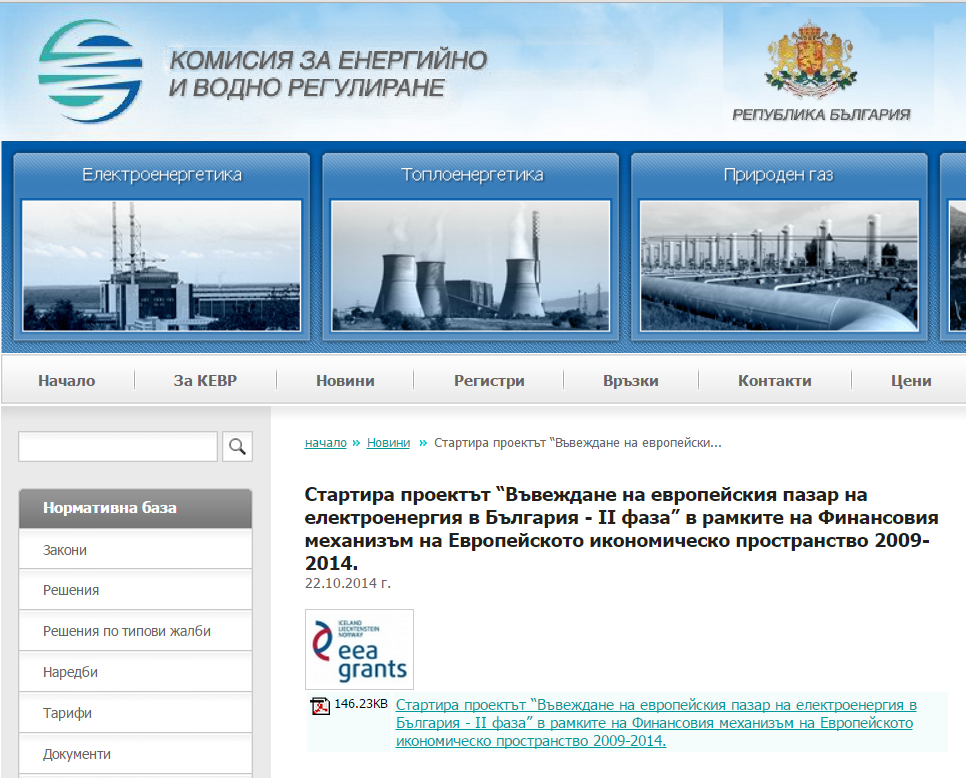 КОМИСИЯ ЗА ЕНЕРГИЙНО
И ВОДНО РЕГУЛИРАНЕ
РЕПУБЛИКА БЪЛГАРИЯ
Електроенергетика
Топлоенергетика
Природен газ
Начало
За КЕВР
Новини
Регистри
Връзки
Контакти
Цени
начало » Новини » Стартира проектът “Въвеждане на европейски...
Нормативна база
Закони
Решения
Решения по типови жалби
Наредби
Тарифи
Документи
Стартира проектът “Въвеждане на европейския пазар на
електроенергия в България - II фаза” в рамките на Финансовия
механизъм на Европейското икономическо пространство 2009-
2014.
22.10.2014 г.
ICELAND
LIECHTENSTEIN
NORWAY
eea
grants
146.23KB
Стартира проектът “Въвеждане на европейския пазар на електроенергия в
България - II фаза” в рамките на Финансовия механизъм на Европейското
икономическо пространство 2009-2014.